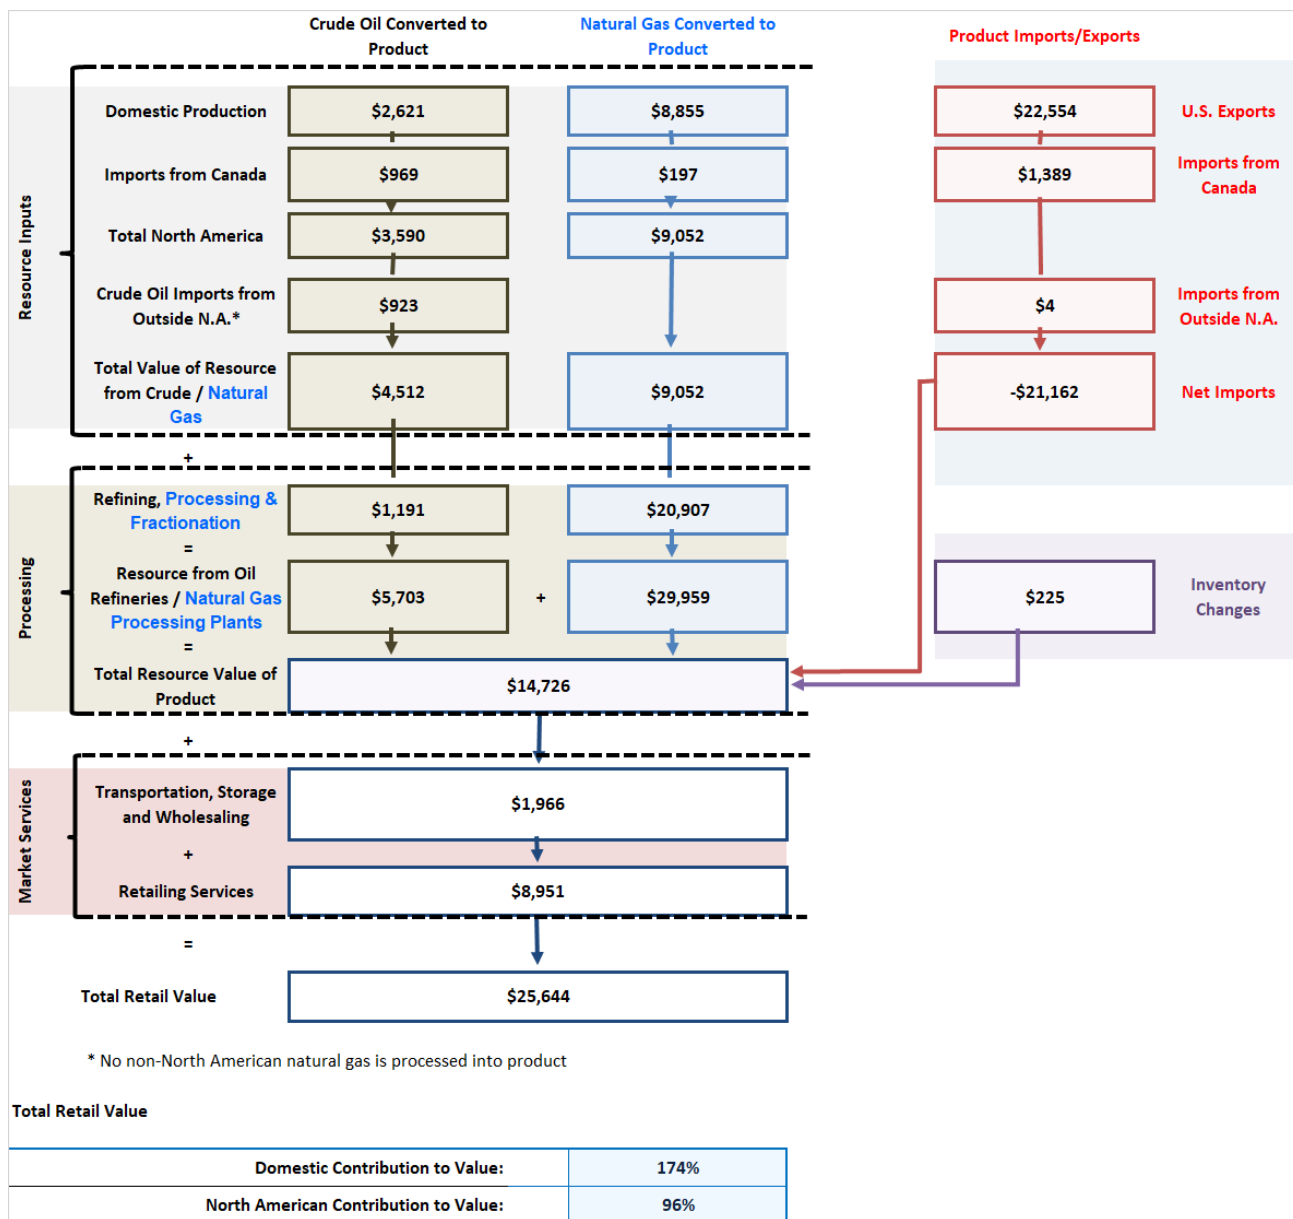 Crude Oil Converted to
Product
Natural Gas Converted to
Product
Product Imports/Exports
Resource Inputs
Domestic Production
$2,621
$8,855
$22,554
U.S. Exports
Imports from Canada
$969
$197
$1,389
Imports from
Canada
Total North America
$3,590
$9,052
Crude Oil Imports from
Outside N.A.*
$923
$4
Imports from
Outside N.A.
Total Value of Resource
from Crude / Natural
Gas
$4,512
$9,052
-$21,162
Net Imports
+
Processing
Refining, Processing &
Fractionation
$1,191
$20,907
=
Resource from Oil
Refineries / Natural Gas
Processing Plants
$5,703
+
$29,959
$225
Inventory
Changes
=
Total Resource Value of
Product
$14,726
+
Market Services
Transportation, Storage
and Wholesaling
$1,966
+
Retailing Services
$8,951
=
Total Retail Value
$25,644
* No non-North American natural gas is processed into product
Total Retail Value
Domestic Contribution to Value:
174%
North American Contribution to Value:
96%